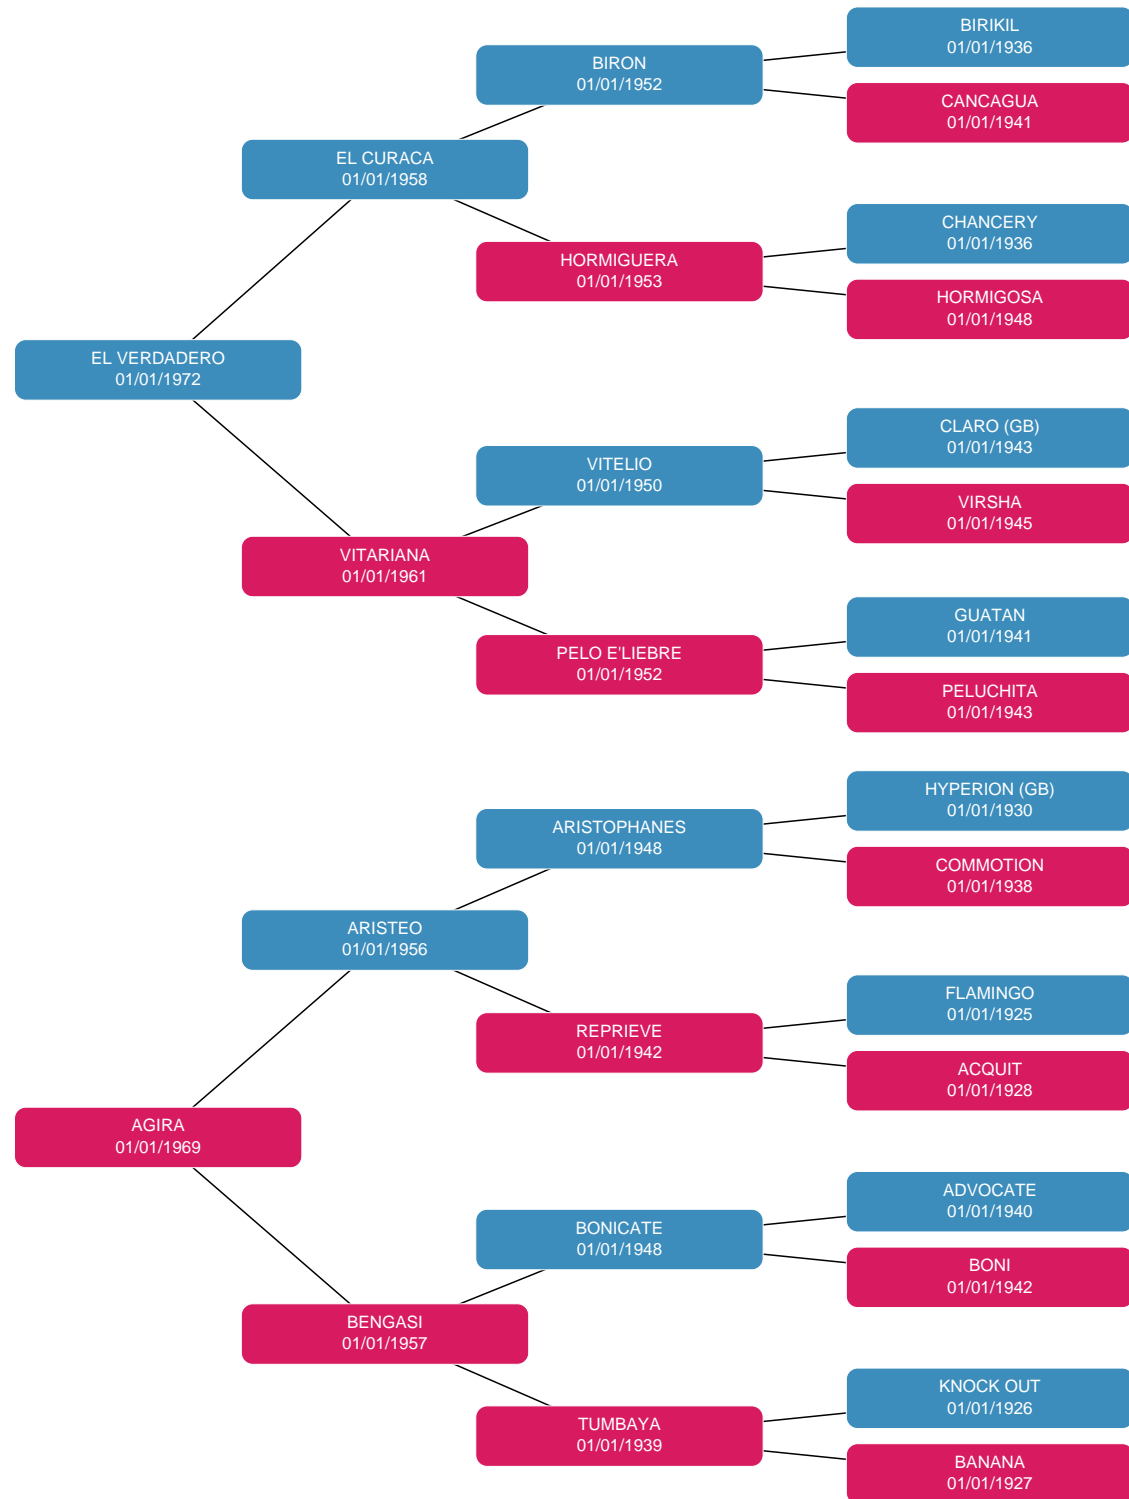 BIRIKIL
01/01/1936
BIRON
01/01/1952
CANCAGUA
01/01/1941
EL CURACA
01/01/1958
CHANCERY
01/01/1936
HORMIGUERA
01/01/1953
HORMIGOSA
01/01/1948
EL VERDADERO
01/01/1972
CLARO (GB)
01/01/1943
VITELIO
01/01/1950
VIRSHA
01/01/1945
VITARIANA
01/01/1961
GUATAN
01/01/1941
PELO E'LIEBRE
01/01/1952
PELUCHITA
01/01/1943
HYPERION (GB)
01/01/1930
ARISTOPHANES
01/01/1948
COMMOTION
01/01/1938
ARISTEO
01/01/1956
FLAMINGO
01/01/1925
REPRIEVE
01/01/1942
ACQUIT
01/01/1928
AGIRA
01/01/1969
ADVOCATE
01/01/1940
BONICATE
01/01/1948
BONI
01/01/1942
BENGASI
01/01/1957
KNOCK OUT
01/01/1926
TUMBAYA
01/01/1939
BANANA
01/01/1927